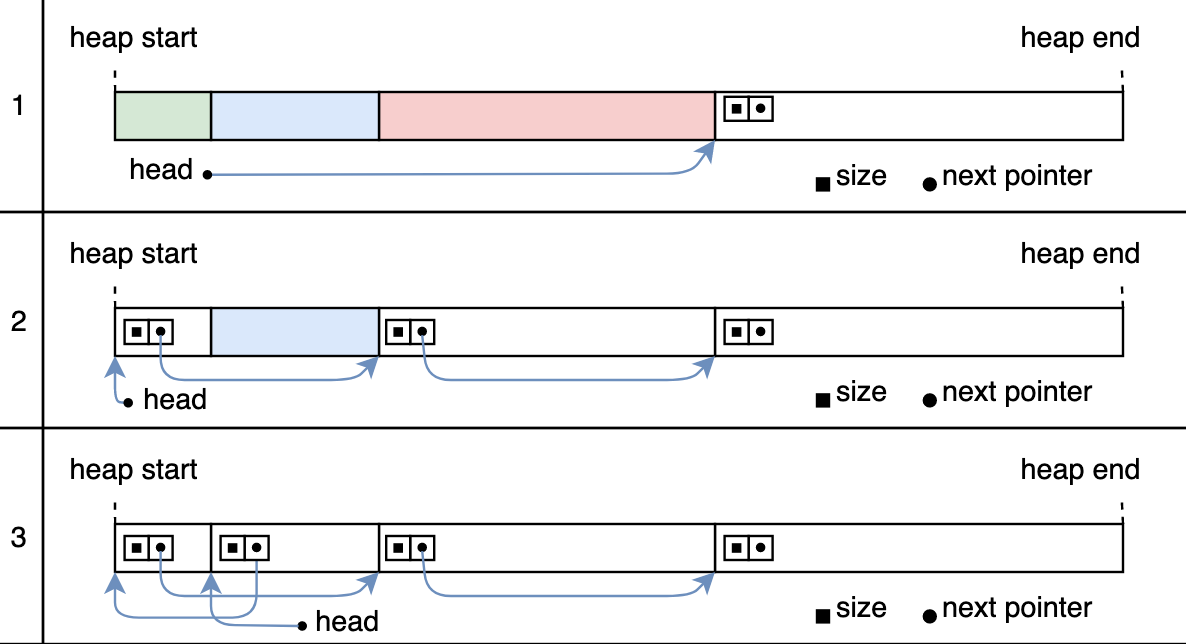 heap start heap end
1
head
size next pointer
heap start heap end
2
head
size next pointer
heap start heap end
3
head
size next pointer